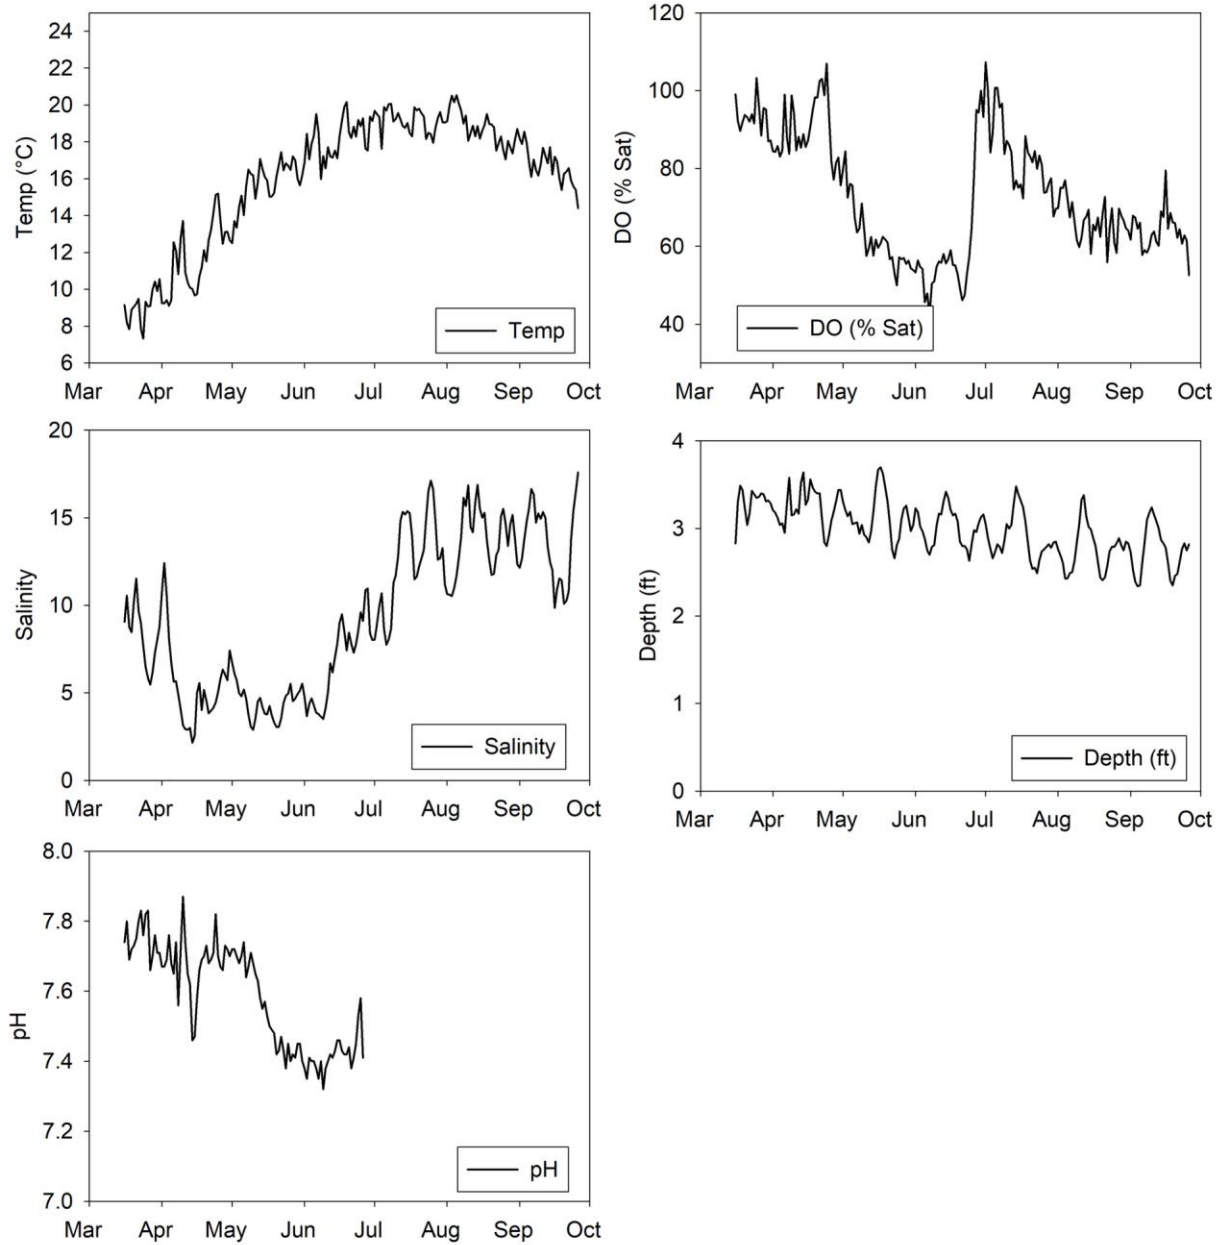 Temp (°C)
24
22
20
18
16
14
12
10
8
6
Mar Apr May Jun Jul Aug Sep Oct
Temp
DO (% Sat)
120
100
80
60
40
Mar Apr May Jun Jul Aug Sep Oct
DO (% Sat)
Salinity
20
15
10
5
0
Mar Apr May Jun Jul Aug Sep Oct
Salinity
Depth (ft)
4
3
2
1
0
Mar Apr May Jun Jul Aug Sep Oct
Depth (ft)
pH
8.0
7.8
7.6
7.4
7.2
7.0
Mar Apr May Jun Jul Aug Sep Oct
pH